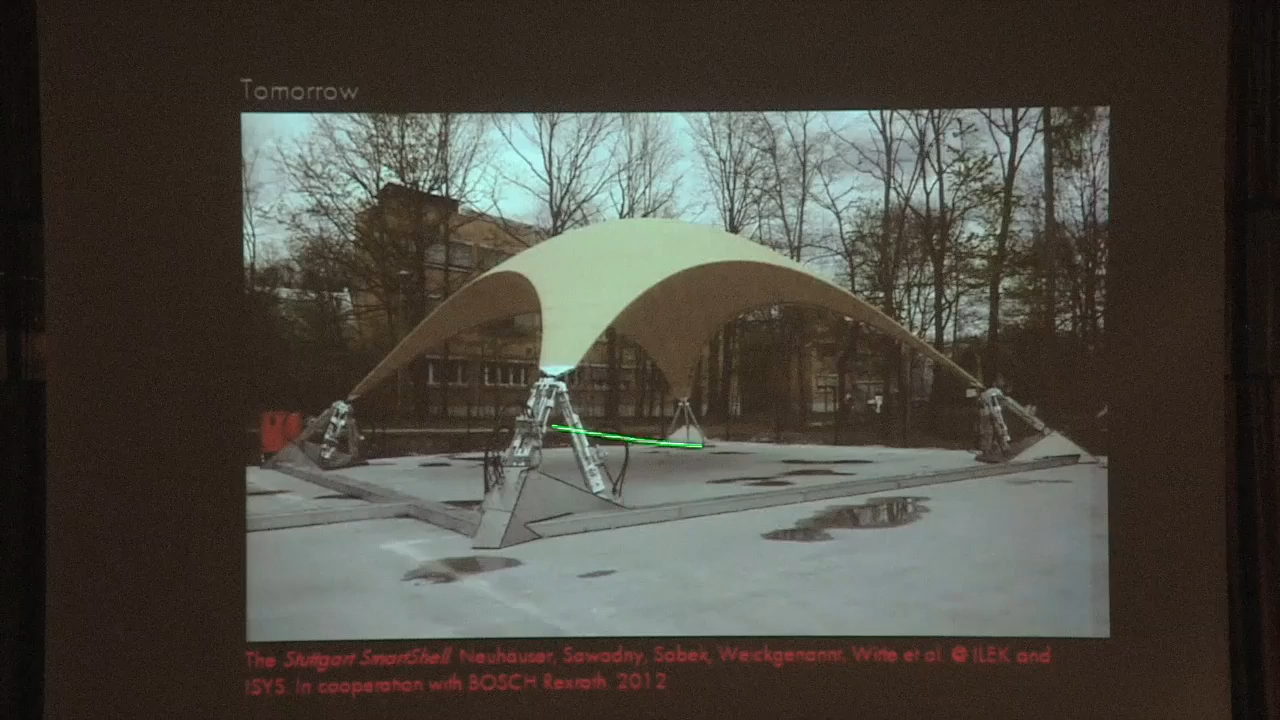 Tomorrow
The Stuttgart SmartShell. Neuhäuser, Sawodny, Sobek, Weickgenannt, Witte et al. @ ILEK and
ISYS. In cooperation with BOSCH Rexroth. 2012